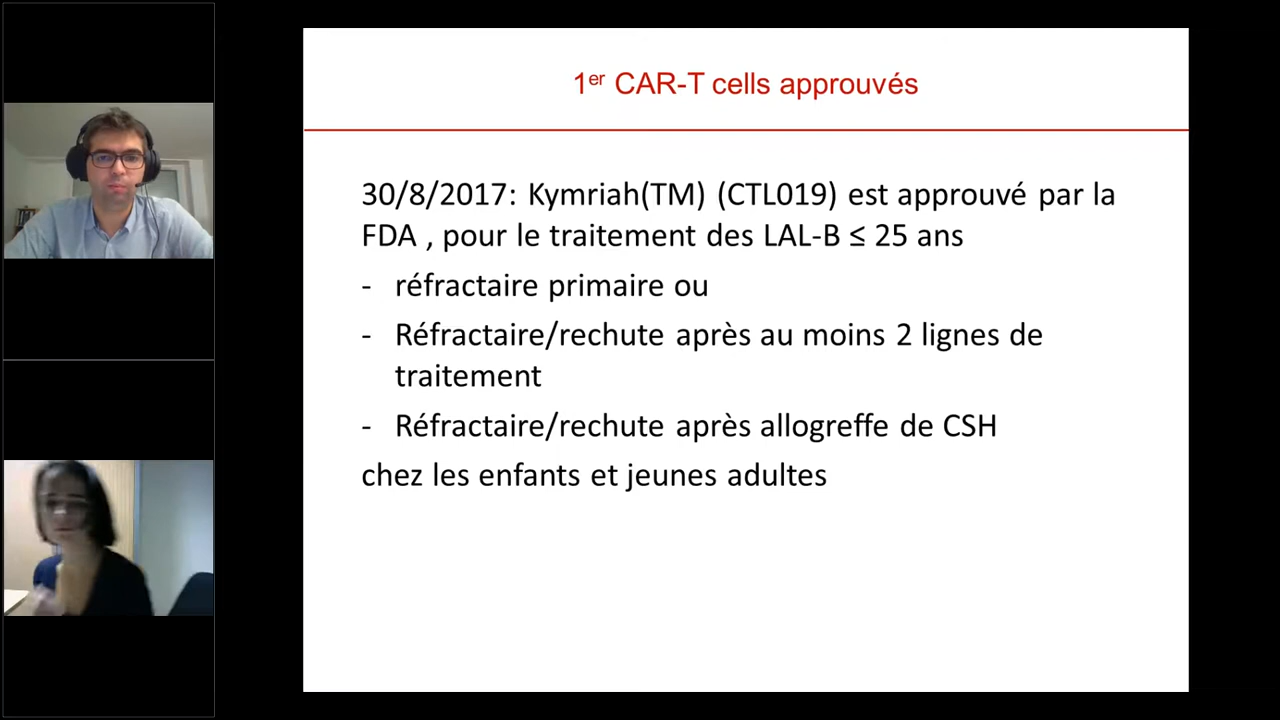 1er CAR-T cells approuvés
30/8/2017: Kymriah(TM) (CTL019) est approuvé par la
FDA , pour le traitement des LAL-B ≤ 25 ans
- réfractaire primaire ou
- Réfractaire/rechute après au moins 2 lignes de
traitement
- Réfractaire/rechute après allogreffe de CSH
chez les enfants et jeunes adultes